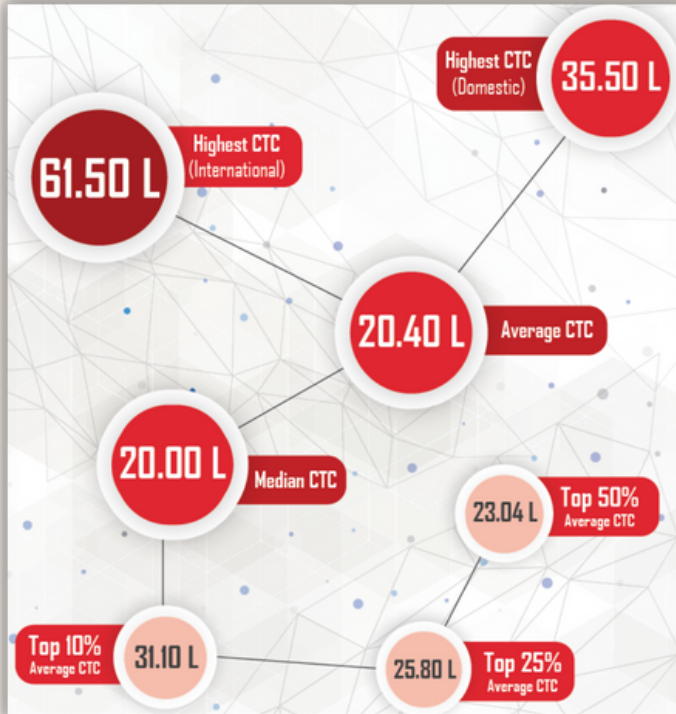 Highest CTC
(Domestic)
35.50 L
61.50 L
Highest CTC
(International)
20.40 L
Average CTC
20.00 L
Median CTC
23.04 L
Top 50%
Average CTC
Top 10%
Average CTC
31.10 L
25.80 L
Top 25%
Average CTC